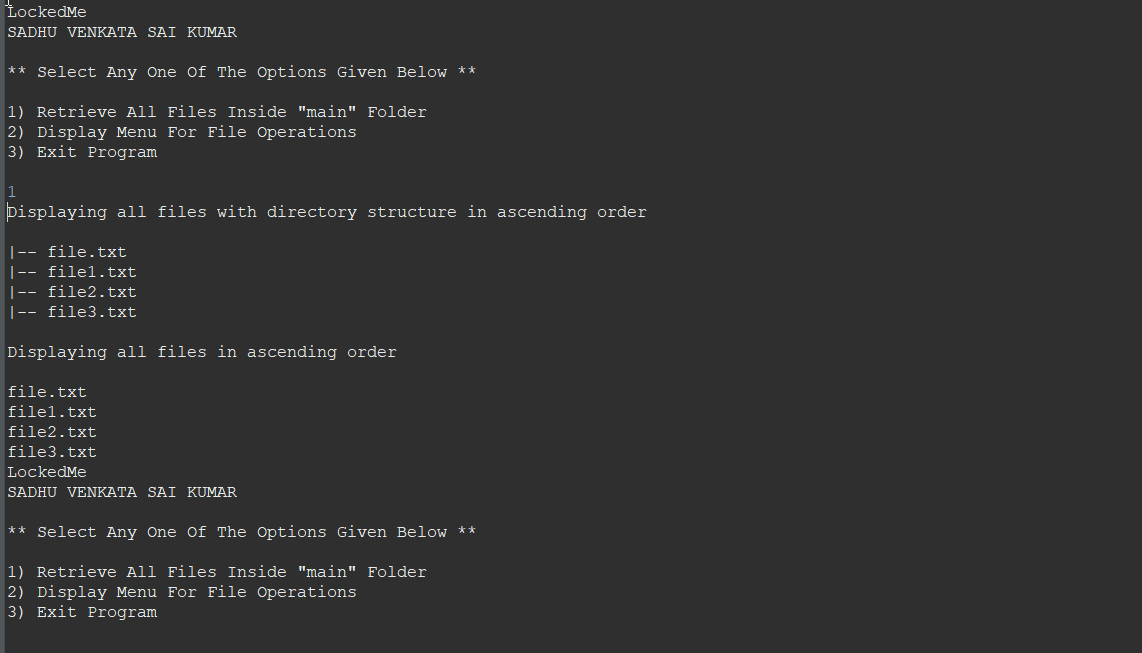 LockedMe
SADHU VENKATA SAI KUMAR
** Select Any One Of The Options Given Below **
1) Retrieve All Files Inside "main" Folder
2) Display Menu For File Operations
3) Exit Program
1
Displaying all files with directory structure in ascending order
|-- file.txt
|-- file1.txt
|-- file2.txt
|-- file3.txt
Displaying all files in ascending order
file.txt
file1.txt
file2.txt
file3.txt
LockedMe
SADHU VENKATA SAI KUMAR
** Select Any One Of The Options Given Below **
1) Retrieve All Files Inside "main" Folder
2) Display Menu For File Operations
3) Exit Program